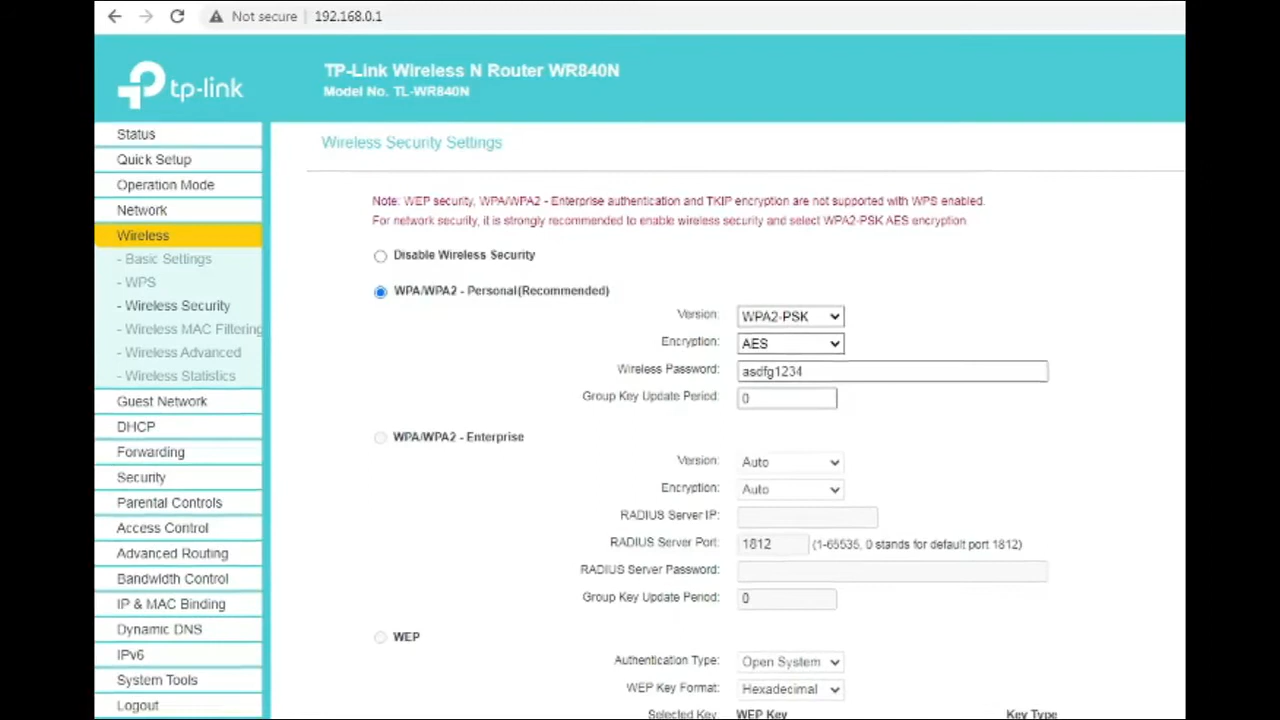 Not secure | 192.168.0.1
tp-link
TP-Link Wireless N Router WR840N
Model No. TL-WR840N
Status
Quick Setup
Operation Mode
Network
Wireless
- Basic Settings
- WPS
- Wireless Security
- Wireless MAC Filtering
- Wireless Advanced
- Wireless Statistics
Guest Network
DHCP
Forwarding
Security
Parental Controls
Access Control
Advanced Routing
Bandwidth Control
IP & MAC Binding
Dynamic DNS
IPv6
System Tools
Logout
Wireless Security Settings
Note: WEP security, WPA/WPA2 - Enterprise authentication and TKIP encryption are not supported with WPS enabled.
For network security, it is strongly recommended to enable wireless security and select WPA2-PSK AES encryption.
Disable Wireless Security
WPA/WPA2 - Personal(Recommended)
Version: WPA2-PSK
Encryption: AES
Wireless Password: asdfg1234
Group Key Update Period: 0
WPA/WPA2 - Enterprise
Version: Auto
Encryption: Auto
RADIUS Server IP:
RADIUS Server Port: 1812 (1-65535, 0 stands for default port 1812)
RADIUS Server Password:
Group Key Update Period: 0
WEP
Authentication Type: Open System
WEP Key Format: Hexadecimal
Selected Key: WEP Key Key Type